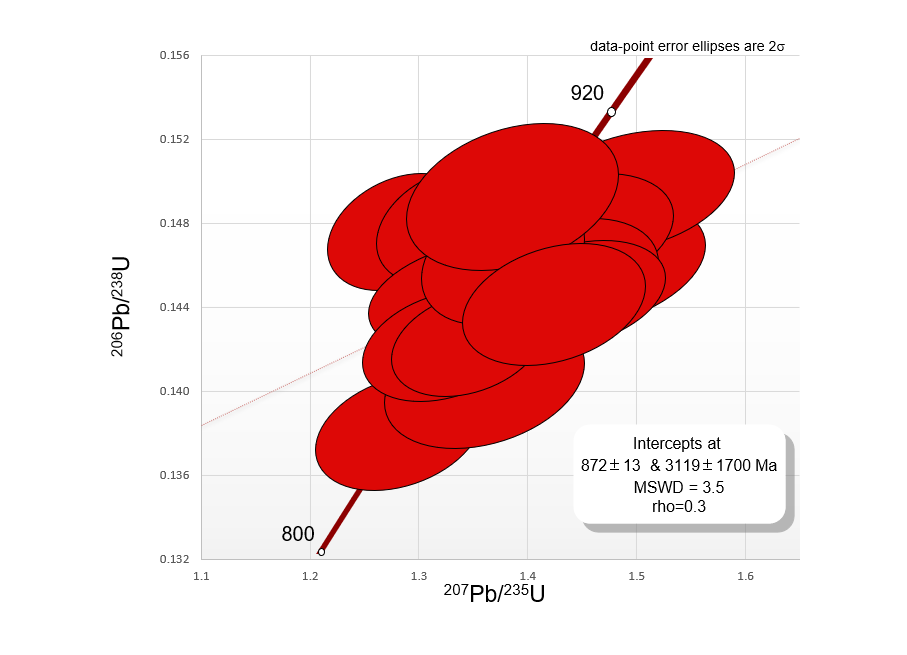 data-point error ellipses are 2σ
0.156
920
0.152
0.148
206Pb/238U
0.144
0.140
Intercepts at
872 ± 13 & 3119 ± 1700 Ma
MSWD = 3.5
rho=0.3
0.136
800
0.132
1.1 1.2 1.3 1.4 1.5 1.6
207Pb/235U